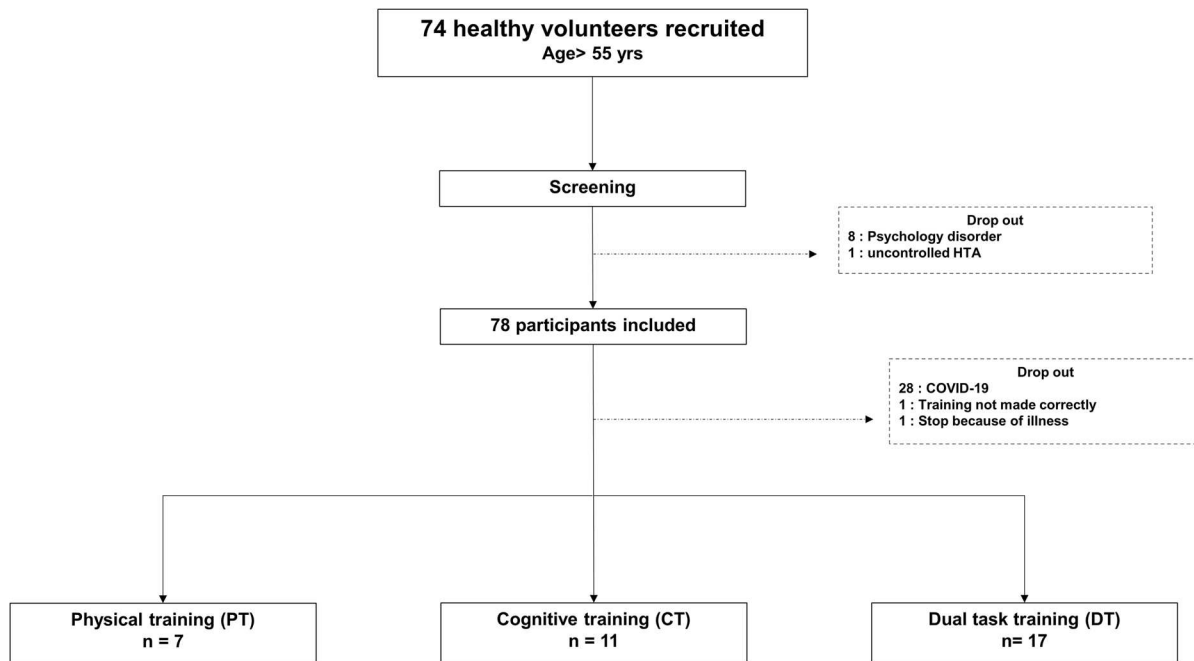 74 healthy volunteers recruited
Age> 55 yrs
Screening
Drop out
8 : Psychology disorder
1 : uncontrolled HTA
78 participants included
Drop out
28 : COVID-19
1 : Training not made correctly
1 : Stop because of illness
Physical training (PT)
n = 7
Cognitive training (CT)
n = 11
Dual task training (DT)
n= 17